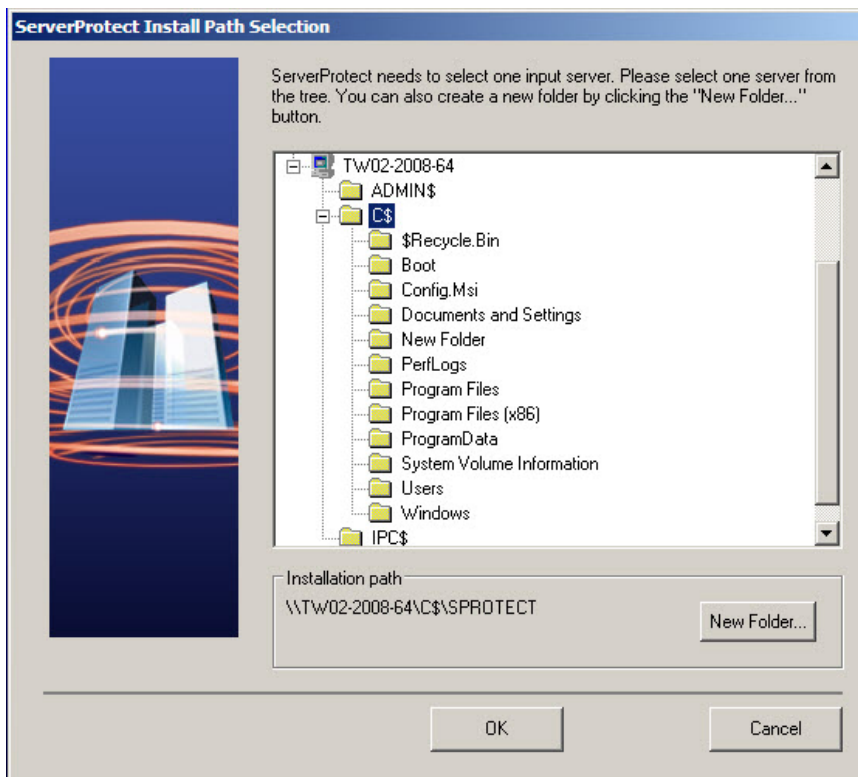 ServerProtect Install Path Selection
ServerProtect needs to select one input server. Please select one server from
the tree. You can also create a new folder by clicking the "New Folder..."
button.
TW02-2008-64
ADMIN$
C$
$Recycle.Bin
Boot
Config.Msi
Documents and Settings
New Folder
PerfLogs
Program Files
Program Files (x86)
ProgramData
System Volume Information
Users
Windows
IPC$
Installation path
\\TW02-2008-64\C$\SPROTECT
New Folder...
OK
Cancel